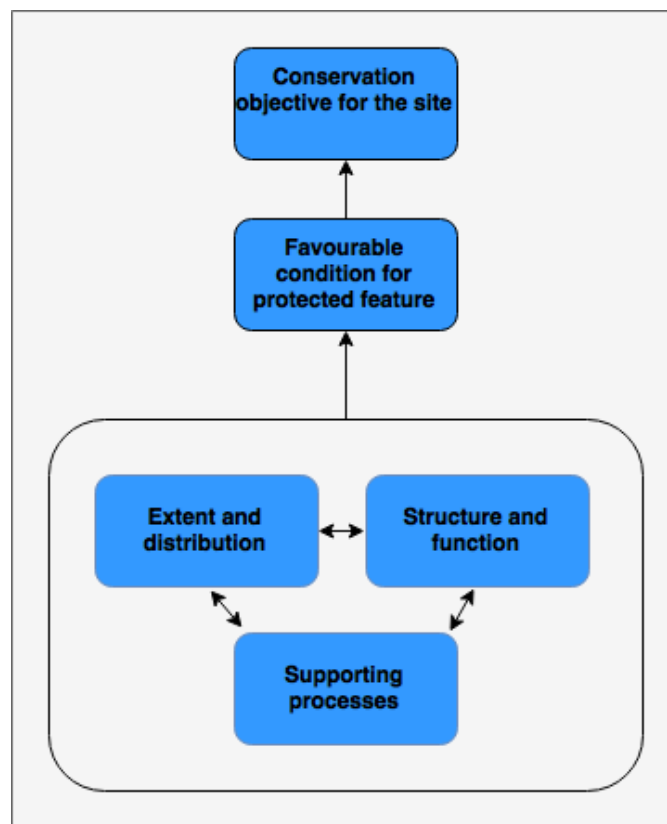 Conservation
objective for the site
Favourable
condition for
protected feature
Extent and
distribution
Structure and
function
Supporting
processes